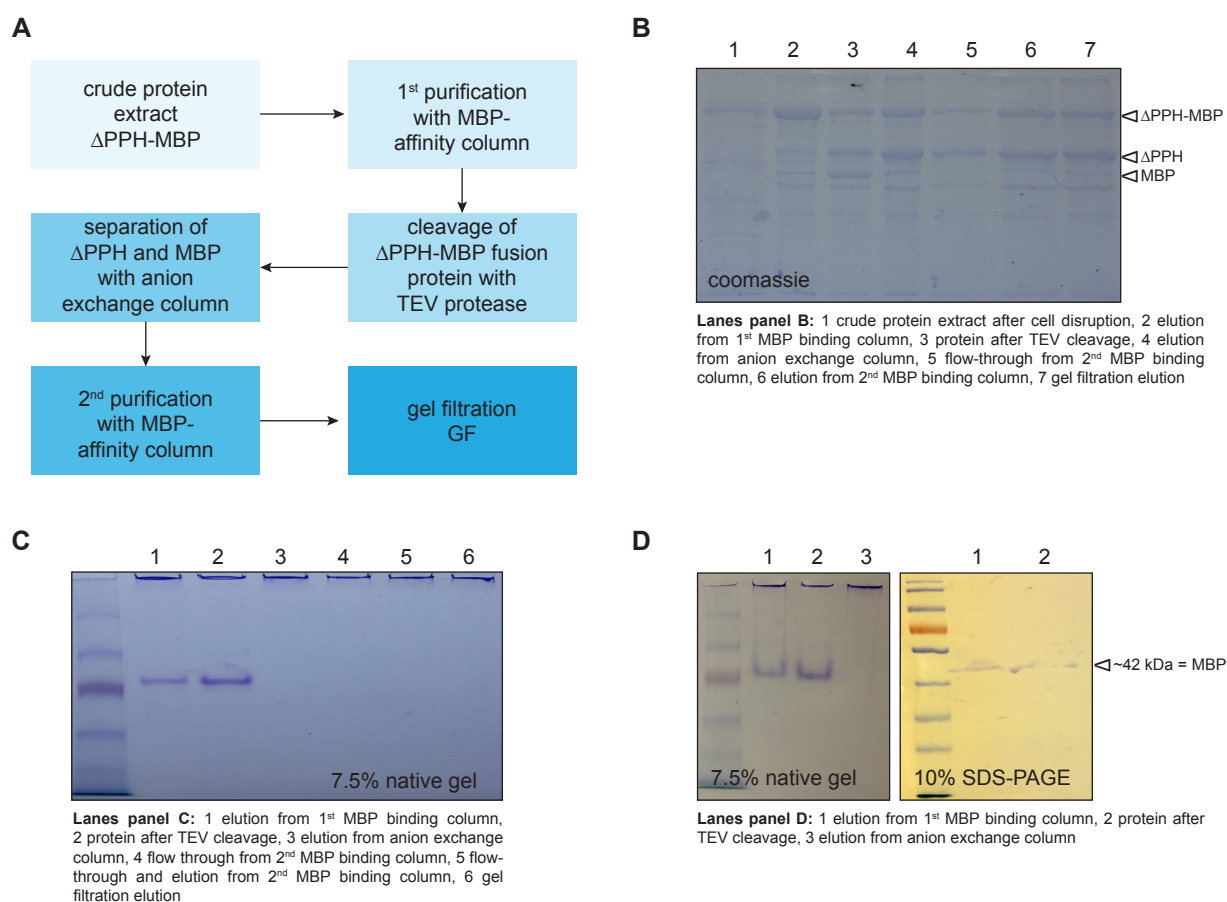 A
crude protein
extract
ΔPPH-MBP
1st purification
with MBP-
affinity column
separation of
ΔPPH and MBP
with anion
exchange column
cleavage of
ΔPPH-MBP fusion
protein with
TEV protease
2nd purification
with MBP-
affinity column
gel filtration
GF
B
1 2 3 4 5 6 7
ΔPPH-MBP
ΔPPH
MBP
coomassie
Lanes panel B: 1 crude protein extract after cell disruption, 2 elution
from 1st MBP binding column, 3 protein after TEV cleavage, 4 elution
from anion exchange column, 5 flow-through from 2nd MBP binding
column, 6 elution from 2nd MBP binding column, 7 gel filtration elution
C
1 2 3 4 5 6
7.5% native gel
Lanes panel C: 1 elution from 1st MBP binding column,
2 protein after TEV cleavage, 3 elution from anion exchange
column, 4 flow through from 2nd MBP binding column, 5 flow-
through and elution from 2nd MBP binding column, 6 gel
filtration elution
D
1 2 3
1 2
~42 kDa = MBP
7.5% native gel
10% SDS-PAGE
Lanes panel D: 1 elution from 1st MBP binding column, 2 protein after
TEV cleavage, 3 elution from anion exchange column